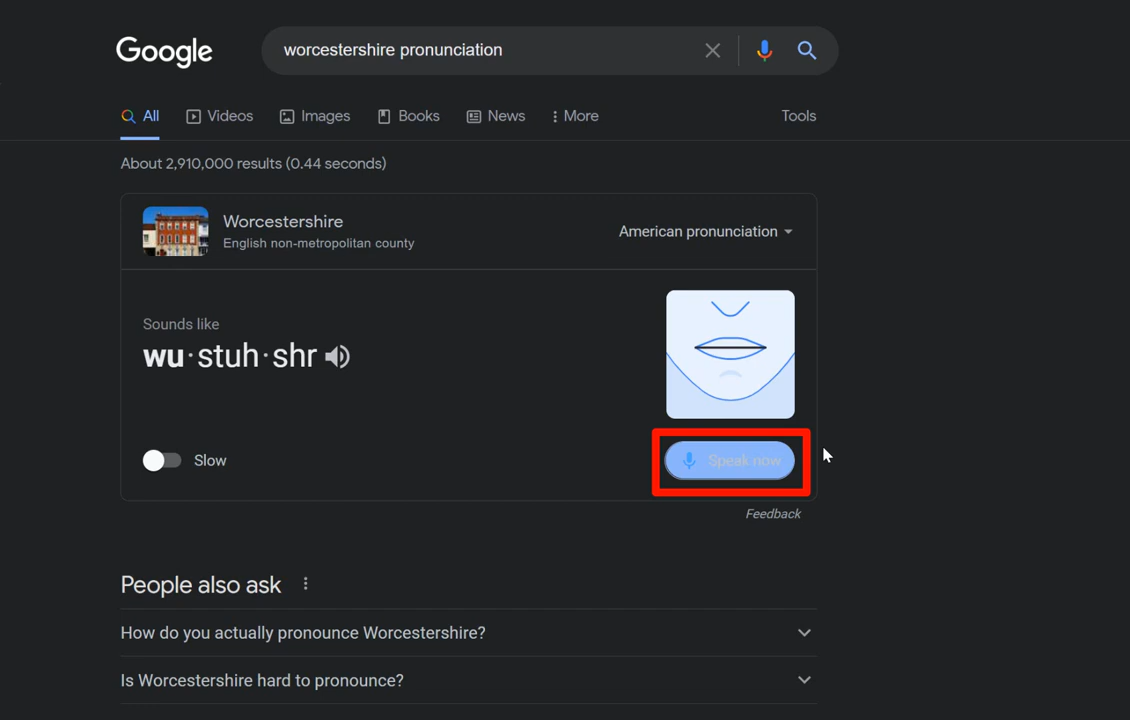 Google
worcestershire pronunciation
All Videos Images Books News More Tools
About 2,910,000 results (0.44 seconds)
Worcestershire
English non-metropolitan county
American pronunciation
Sounds like
wu·stuh·shr
Slow
Speak now
Feedback
People also ask
How do you actually pronounce Worcestershire?
Is Worcestershire hard to pronounce?